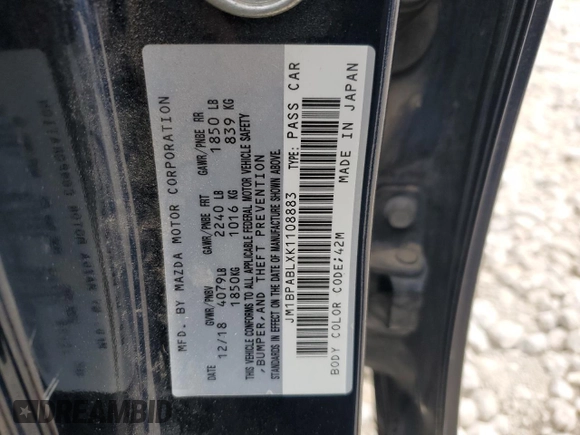 MFD. BY MAZDA MOTOR CORPORATION
DATE GVWR/PNBV GAWR/PNBE FRT GAWR/PNBE RR
12/18 4079LB 2240 LB 1850 LB
1850KG 1016 KG 839 KG
THIS VEHICLE CONFORMS TO ALL APPLICABLE FEDERAL MOTOR VEHICLE SAFETY
,BUMPER,AND THEFT PREVENTION
STANDARDS IN EFFECT ON THE DATE OF MANUFACTURE SHOWN ABOVE.
JM1BPABLXK1108883 TYPE: PASS CAR
BODY COLOR CODE;42M MADE IN JAPAN
DREAMBID